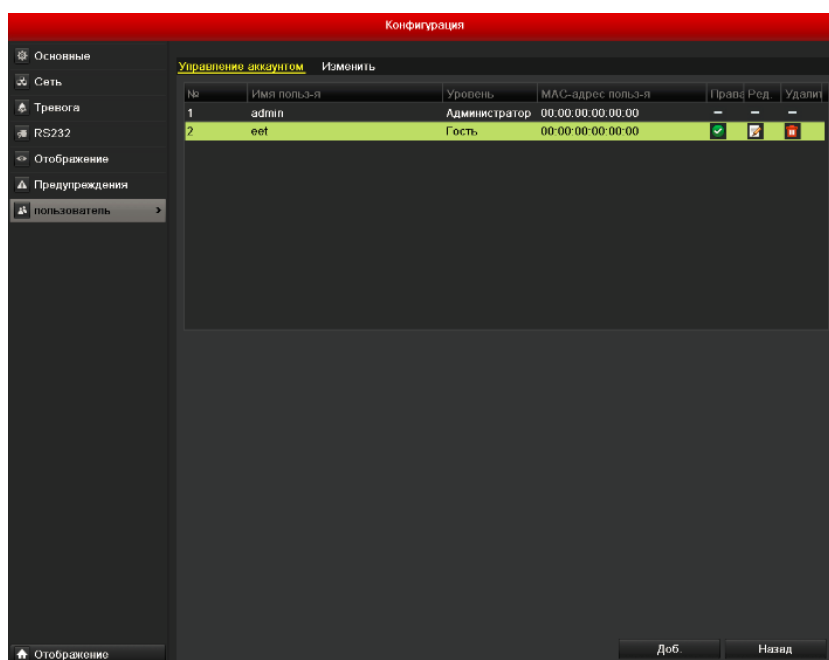 Конфигурация
Основные
Сеть
Тревога
RS232
Отображение
Предупреждения
пользователь >
Управление аккаунтом Изменить
№ Имя польз-я Уровень MAC-адрес польз-я Права Ред. Удалит
1 admin Администратор 00:00:00:00:00:00 – – –
2 eet Гость 00:00:00:00:00:00
Отображение
Доб. Назад